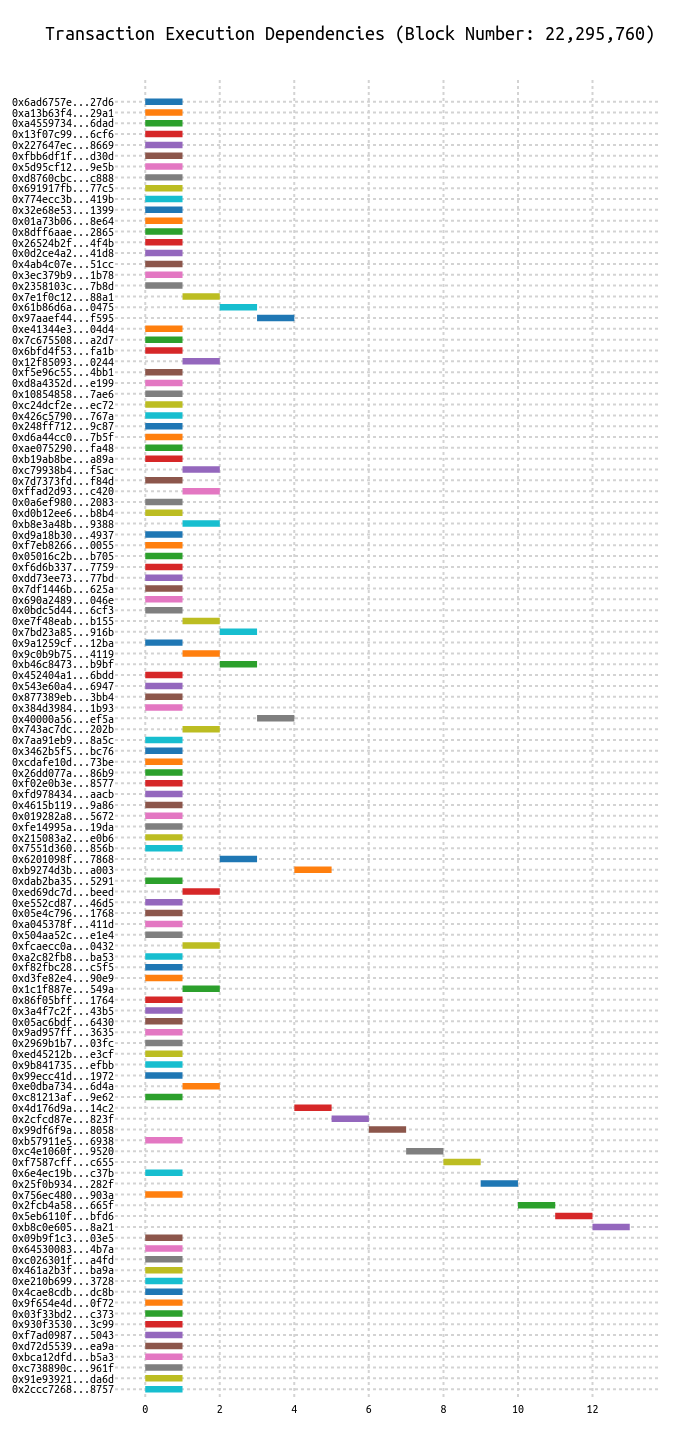 Transaction Execution Dependencies (Block Number: 22,295,760)
0x6ad6757e...27d6
0xa13b63f4...29a1
0xa4559734...6dad
0x13f07c99...6cf6
0x227647ec...8669
0xfbb6df1f...d30d
0x5d95cf12...9e5b
0xd8760cbc...c888
0x691917fb...77c5
0x774ecc3b...419b
0x32e68e53...1399
0x01a73b06...8e64
0x8dff6aae...2865
0x26524b2f...4f4b
0x0d2ce4a2...41d8
0x4ab4c07e...51cc
0x3ec379b9...1b78
0x2358103c...7b8d
0x7e1f0c12...88a1
0x61b86d6a...0475
0x97aaef44...f595
0xe41344e3...04d4
0x7c675508...a2d7
0x6bfd4f53...fa1b
0x12f85093...0244
0xf5e96c55...4bb1
0xd8a4352d...e199
0x10854858...7ae6
0xc24dcf2e...ec72
0x426c5790...767a
0x248ff712...9c87
0xd6a44cc0...7b5f
0xae075290...fa48
0xb19ab8be...a89a
0xc79938b4...f5ac
0x7d7373fd...f84d
0xffad2d93...c420
0x0a6ef980...2083
0xd0b12ee6...b8b4
0xb8e3a48b...9388
0xd9a18b30...4937
0xf7eb8266...0055
0x05016c2b...b705
0xf6d6b337...7759
0xdd73ee73...77bd
0x7df1446b...625a
0x690a2489...046e
0x0bdc5d44...6cf3
0xe7f48eab...b155
0x7bd23a85...916b
0x9a1259cf...12ba
0x9c0b9b75...4119
0xb46c8473...b9bf
0x452404a1...6bdd
0x543e60a4...6947
0x877389eb...3bb4
0x384d3984...1b93
0x40000a56...ef5a
0x743ac7dc...202b
0x7aa91eb9...8a5c
0x3462b5f5...bc76
0xcdafe10d...73be
0x26dd077a...86b9
0xf02e0b3e...8577
0xfd978434...aacb
0x4615b119...9a86
0x019282a8...5672
0xfe14995a...19da
0x215083a2...e0b6
0x7551d360...856b
0x6201098f...7868
0xb9274d3b...a003
0xdab2ba35...5291
0xed69dc7d...beed
0xe552cd87...46d5
0x05e4c796...1768
0xa045378f...411d
0x504aa52c...e1e4
0xfcaecc0a...0432
0xa2c82fb8...ba53
0xf82fbc28...c5f5
0xd3fe82e4...90e9
0x1c1f887e...549a
0x86f05bff...1764
0x3a4f7c2f...43b5
0x05ac6bdf...6430
0x9ad957ff...3635
0x2969b1b7...03fc
0xed45212b...e3cf
0x9b841735...efbb
0x99ecc41d...1972
0xe0dba734...6d4a
0xc81213af...9e62
0x4d176d9a...14c2
0x2cfcd87e...823f
0x99df6f9a...8058
0xb57911e5...6938
0xc4e1060f...9520
0xf7587cff...c655
0x6e4ec19b...c37b
0x25f0b934...282f
0x756ec480...903a
0x2fcb4a58...665f
0x5eb6110f...bfd6
0xb8c0e605...8a21
0x09b9f1c3...03e5
0x64530083...4b7a
0xc026301f...a4fd
0x461a2b3f...ba9a
0xe210b699...3728
0x4cae8cdb...dc8b
0x9f654e4d...0f72
0x03f33bd2...c373
0x930f3530...3c99
0xf7ad0987...5043
0xd72d5539...ea9a
0xbca12dfd...b5a3
0xc738890c...961f
0x91e93921...da6d
0x2ccc7268...8757
0 2 4 6 8 10 12